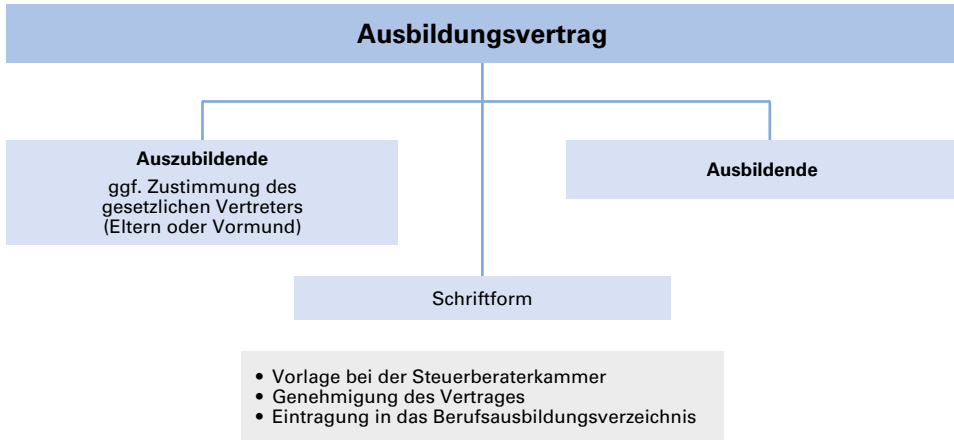 Ausbildungsvertrag
Auszubildende
ggf. Zustimmung des
gesetzlichen Vertreters
(Eltern oder Vormund)
Ausbildende
Schriftform
• Vorlage bei der Steuerberaterkammer
• Genehmigung des Vertrages
• Eintragung in das Berufsausbildungsverzeichnis